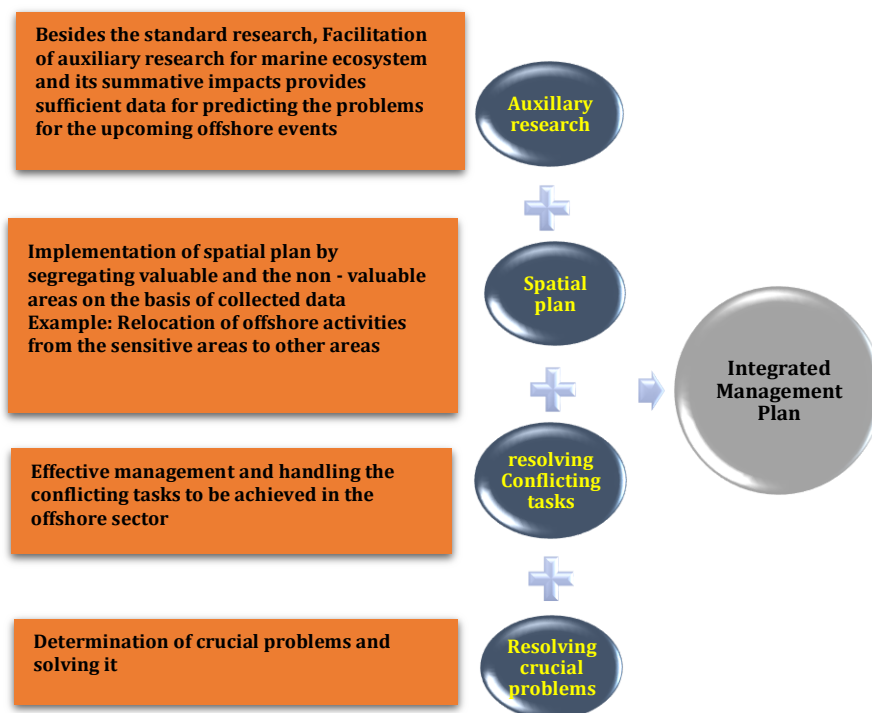 Besides the standard research, Facilitation
of auxiliary research for marine ecosystem
and its summative impacts provides
sufficient data for predicting the problems
for the upcoming offshore events
Auxillary
research
Implementation of spatial plan by
segregating valuable and the non - valuable
areas on the basis of collected data
Example: Relocation of offshore activities
from the sensitive areas to other areas
Spatial
plan
Integrated
Management
Plan
Effective management and handling the
conflicting tasks to be achieved in the
offshore sector
resolving
Conflicting
tasks
Determination of crucial problems and
solving it
Resolving
crucial
problems